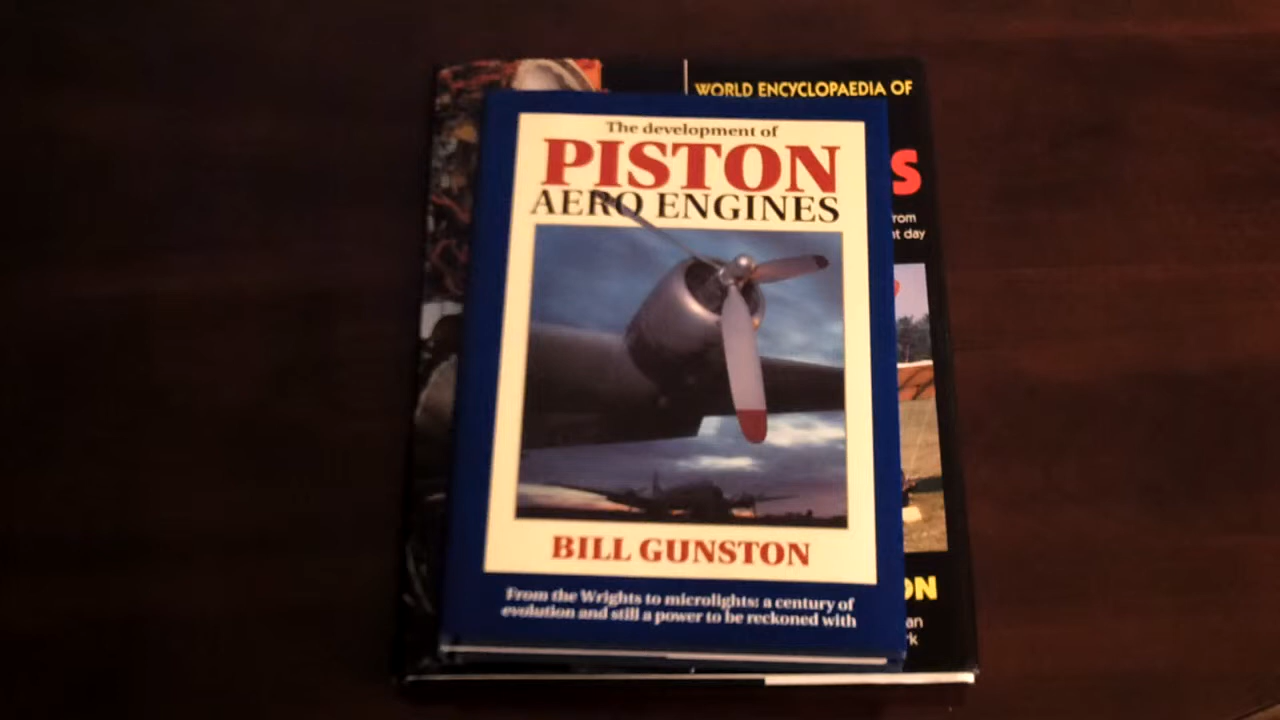 WORLD ENCYCLOPAEDIA OF
The development of
PISTON
AERO ENGINES
BILL GUNSTON
From the Wrights to microlights: a century of
evolution and still a power to be reckoned with